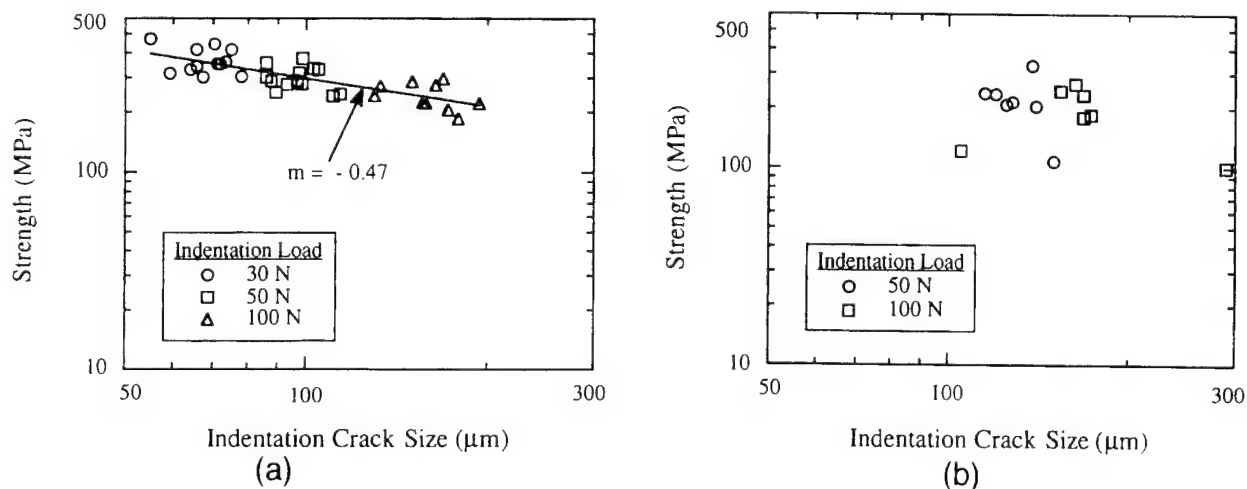 500
100
10
50
100
300
Strength (MPa)
Indentation Crack Size (μm)
m = - 0.47
Indentation Load
30 N
50 N
100 N
(a)
500
100
10
50
100
300
Strength (MPa)
Indentation Crack Size (μm)
Indentation Load
50 N
100 N
(b)